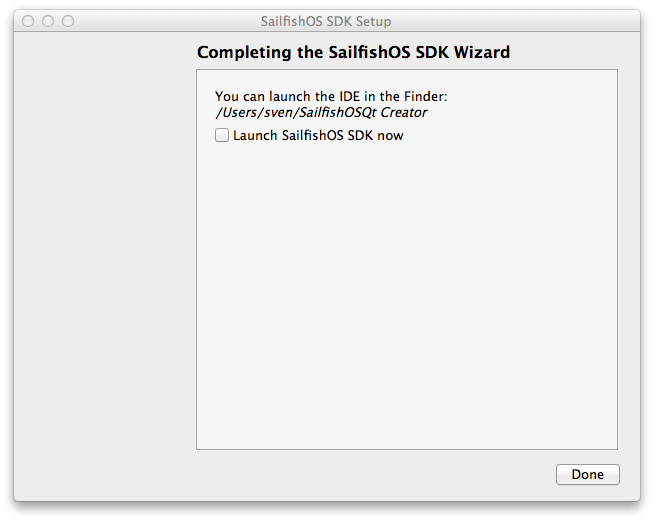 SailfishOS SDK Setup
Completing the SailfishOS SDK Wizard
You can launch the IDE in the Finder:
/Users/sven/SailfishOSQt Creator
Launch SailfishOS SDK now
Done